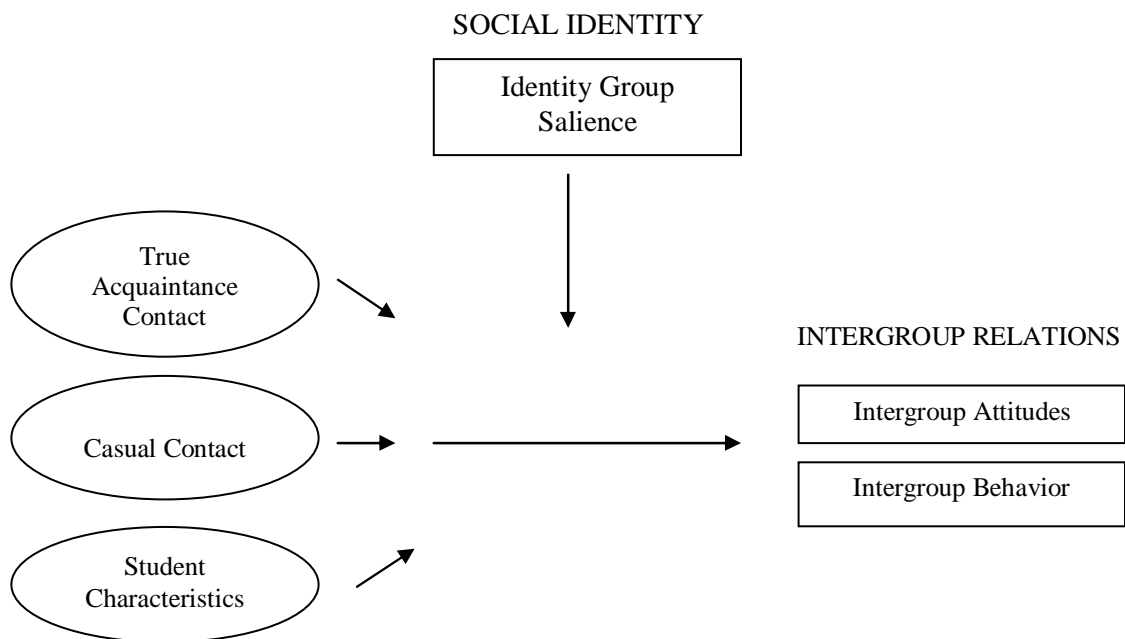 SOCIAL IDENTITY
Identity Group
Salience
True
Acquaintance
Contact
Casual Contact
Student
Characteristics
INTERGROUP RELATIONS
Intergroup Attitudes
Intergroup Behavior